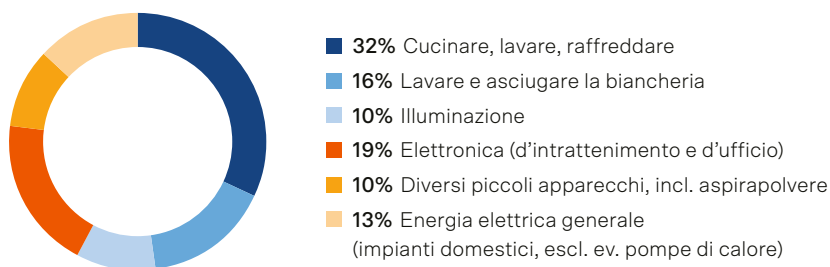 32% Cucinare, lavare, raffreddare
16% Lavare e asciugare la biancheria
10% Illuminazione
19% Elettronica (d’intrattenimento e d’ufficio)
10% Diversi piccoli apparecchi, incl. aspirapolvere
13% Energia elettrica generale
(impianti domestici, escl. ev. pompe di calore)